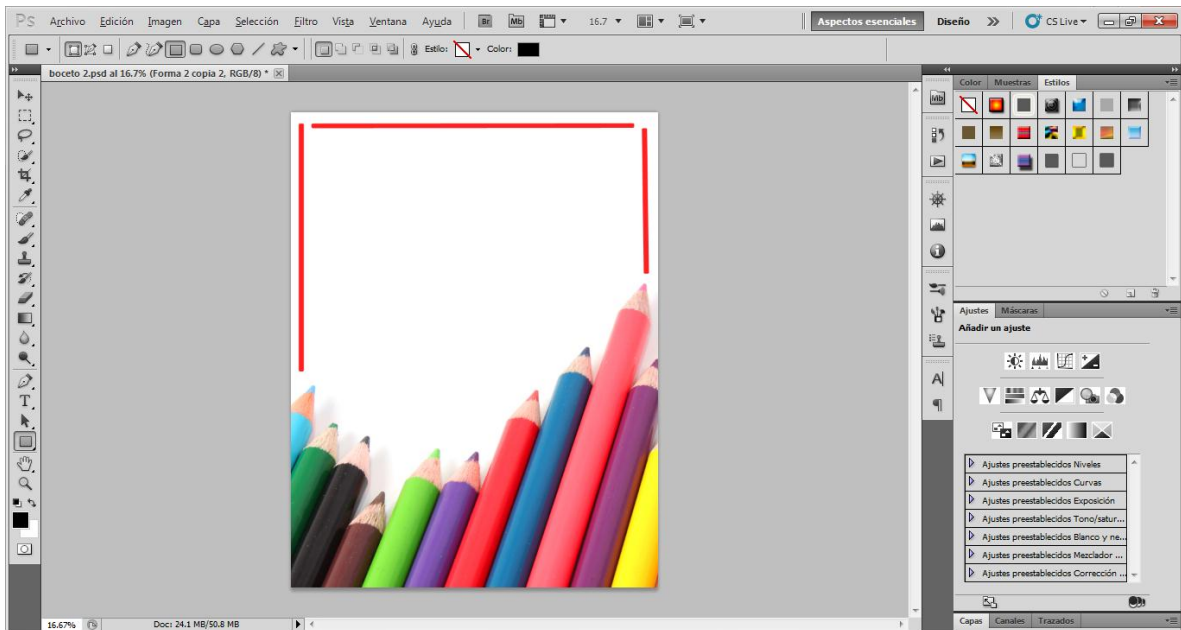 PS Archivo Edición Imagen Capa Selección Filtro Vista Ventana Ayuda Br Mb 16.7 Aspectos esenciales Diseño CS Live
Estilo: Color:
boceto 2.psd al 16.7% (Forma 2 copia 2, RGB/8) *
Color Muestras Estilos
Mb
Ajustes Máscaras
Añadir un ajuste
A
T
Ajustes preestablecidos Niveles
Ajustes preestablecidos Curvas
Ajustes preestablecidos Exposición
Ajustes preestablecidos Tono/satur...
Ajustes preestablecidos Blanco y ne...
Ajustes preestablecidos Mezclador ...
Ajustes preestablecidos Corrección ...
16.67% Doc: 24.1 MB/50.8 MB
Capas Canales Trazados